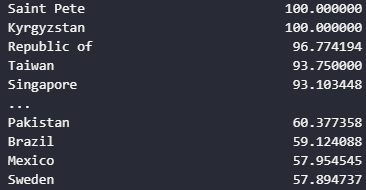 Saint Pete 100.000000
Kyrgyzstan 100.000000
Republic of 96.774194
Taiwan 93.750000
Singapore 93.103448
...
Pakistan 60.377358
Brazil 59.124088
Mexico 57.954545
Sweden 57.894737